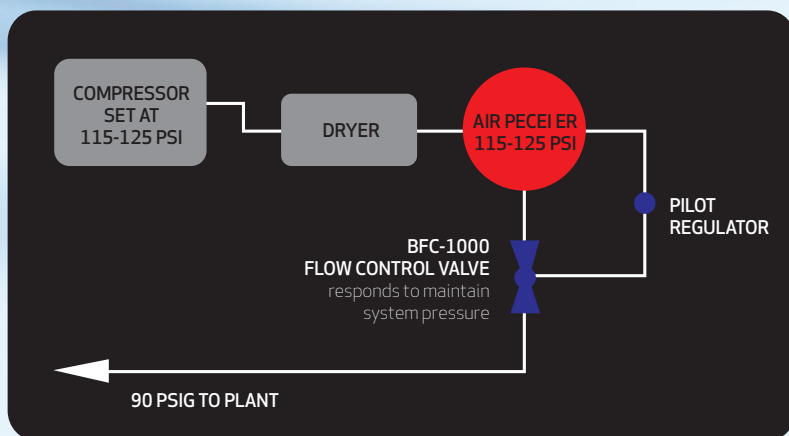 COMPRESSOR
SET AT
115-125 PSI
DRYER
AIR PECEI ER
115-125 PSI
PILOT
REGULATOR
BFC-1000
FLOW CONTROL VALVE
responds to maintain
system pressure
90 PSIG TO PLANT